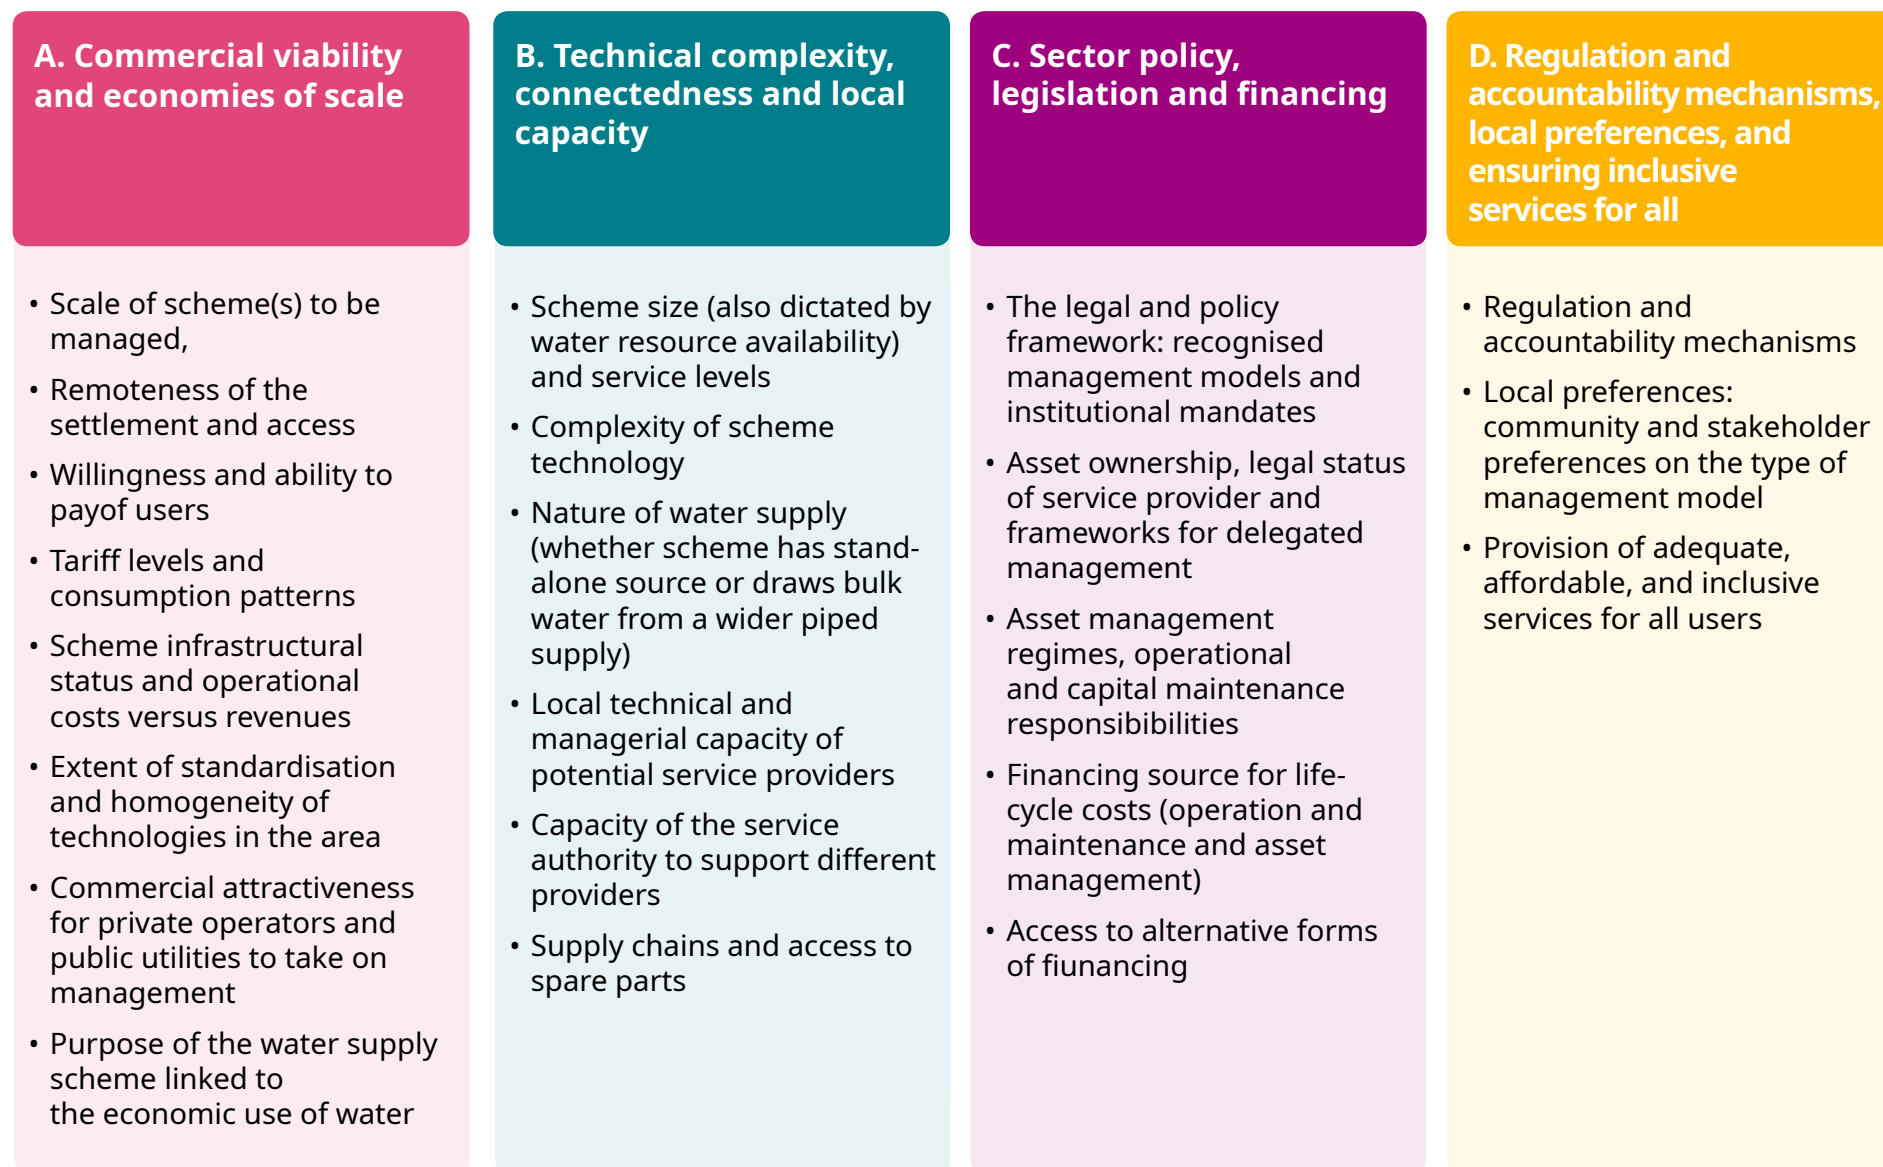 A. Commercial viability
and economies of scale
• Scale of scheme(s) to be
managed,
• Remoteness of the
settlement and access
• Willingness and ability to
payof users
• Tariff levels and
consumption patterns
• Scheme infrastructural
status and operational
costs versus revenues
• Extent of standardisation
and homogeneity of
technologies in the area
• Commercial attractiveness
for private operators and
public utilities to take on
management
• Purpose of the water supply
scheme linked to
the economic use of water
B. Technical complexity,
connectedness and local
capacity
• Scheme size (also dictated by
water resource availability)
and service levels
• Complexity of scheme
technology
• Nature of water supply
(whether scheme has stand-
alone source or draws bulk
water from a wider piped
supply)
• Local technical and
managerial capacity of
potential service providers
• Capacity of the service
authority to support different
providers
• Supply chains and access to
spare parts
C. Sector policy,
legislation and financing
• The legal and policy
framework: recognised
management models and
institutional mandates
• Asset ownership, legal status
of service provider and
frameworks for delegated
management
• Asset management
regimes, operational
and capital maintenance
responsibibilities
• Financing source for life-
cycle costs (operation and
maintenance and asset
management)
• Access to alternative forms
of fiunancing
D. Regulation and
accountability mechanisms,
local preferences, and
ensuring inclusive
services for all
• Regulation and
accountability mechanisms
• Local preferences:
community and stakeholder
preferences on the type of
management model
• Provision of adequate,
affordable, and inclusive
services for all users